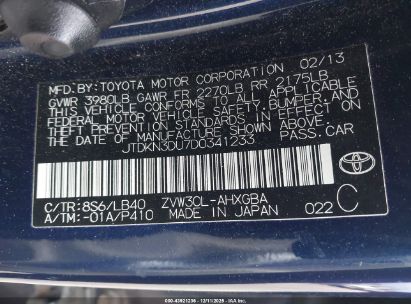 MFD.BY:TOYOTA MOTOR CORPORATION 02/13
GVWR 3980LB GAWR FR 2270LB RR 2175LB
THIS VEHICLE CONFORMS TO ALL APPLICABLE
FEDERAL MOTOR VEHICLE SAFETY, BUMPER, AND
THEFT PREVENTION STANDARDS IN EFFECT ON
THE DATE OF MANUFACTURE SHOWN ABOVE.
JTDKN3DU7D0341233 PASS.CAR
TOYOTA
C/TR:8S6/LB40 ZVW30L-AHXGBA
A/TM:-01A/P410 MADE IN JAPAN 022 C